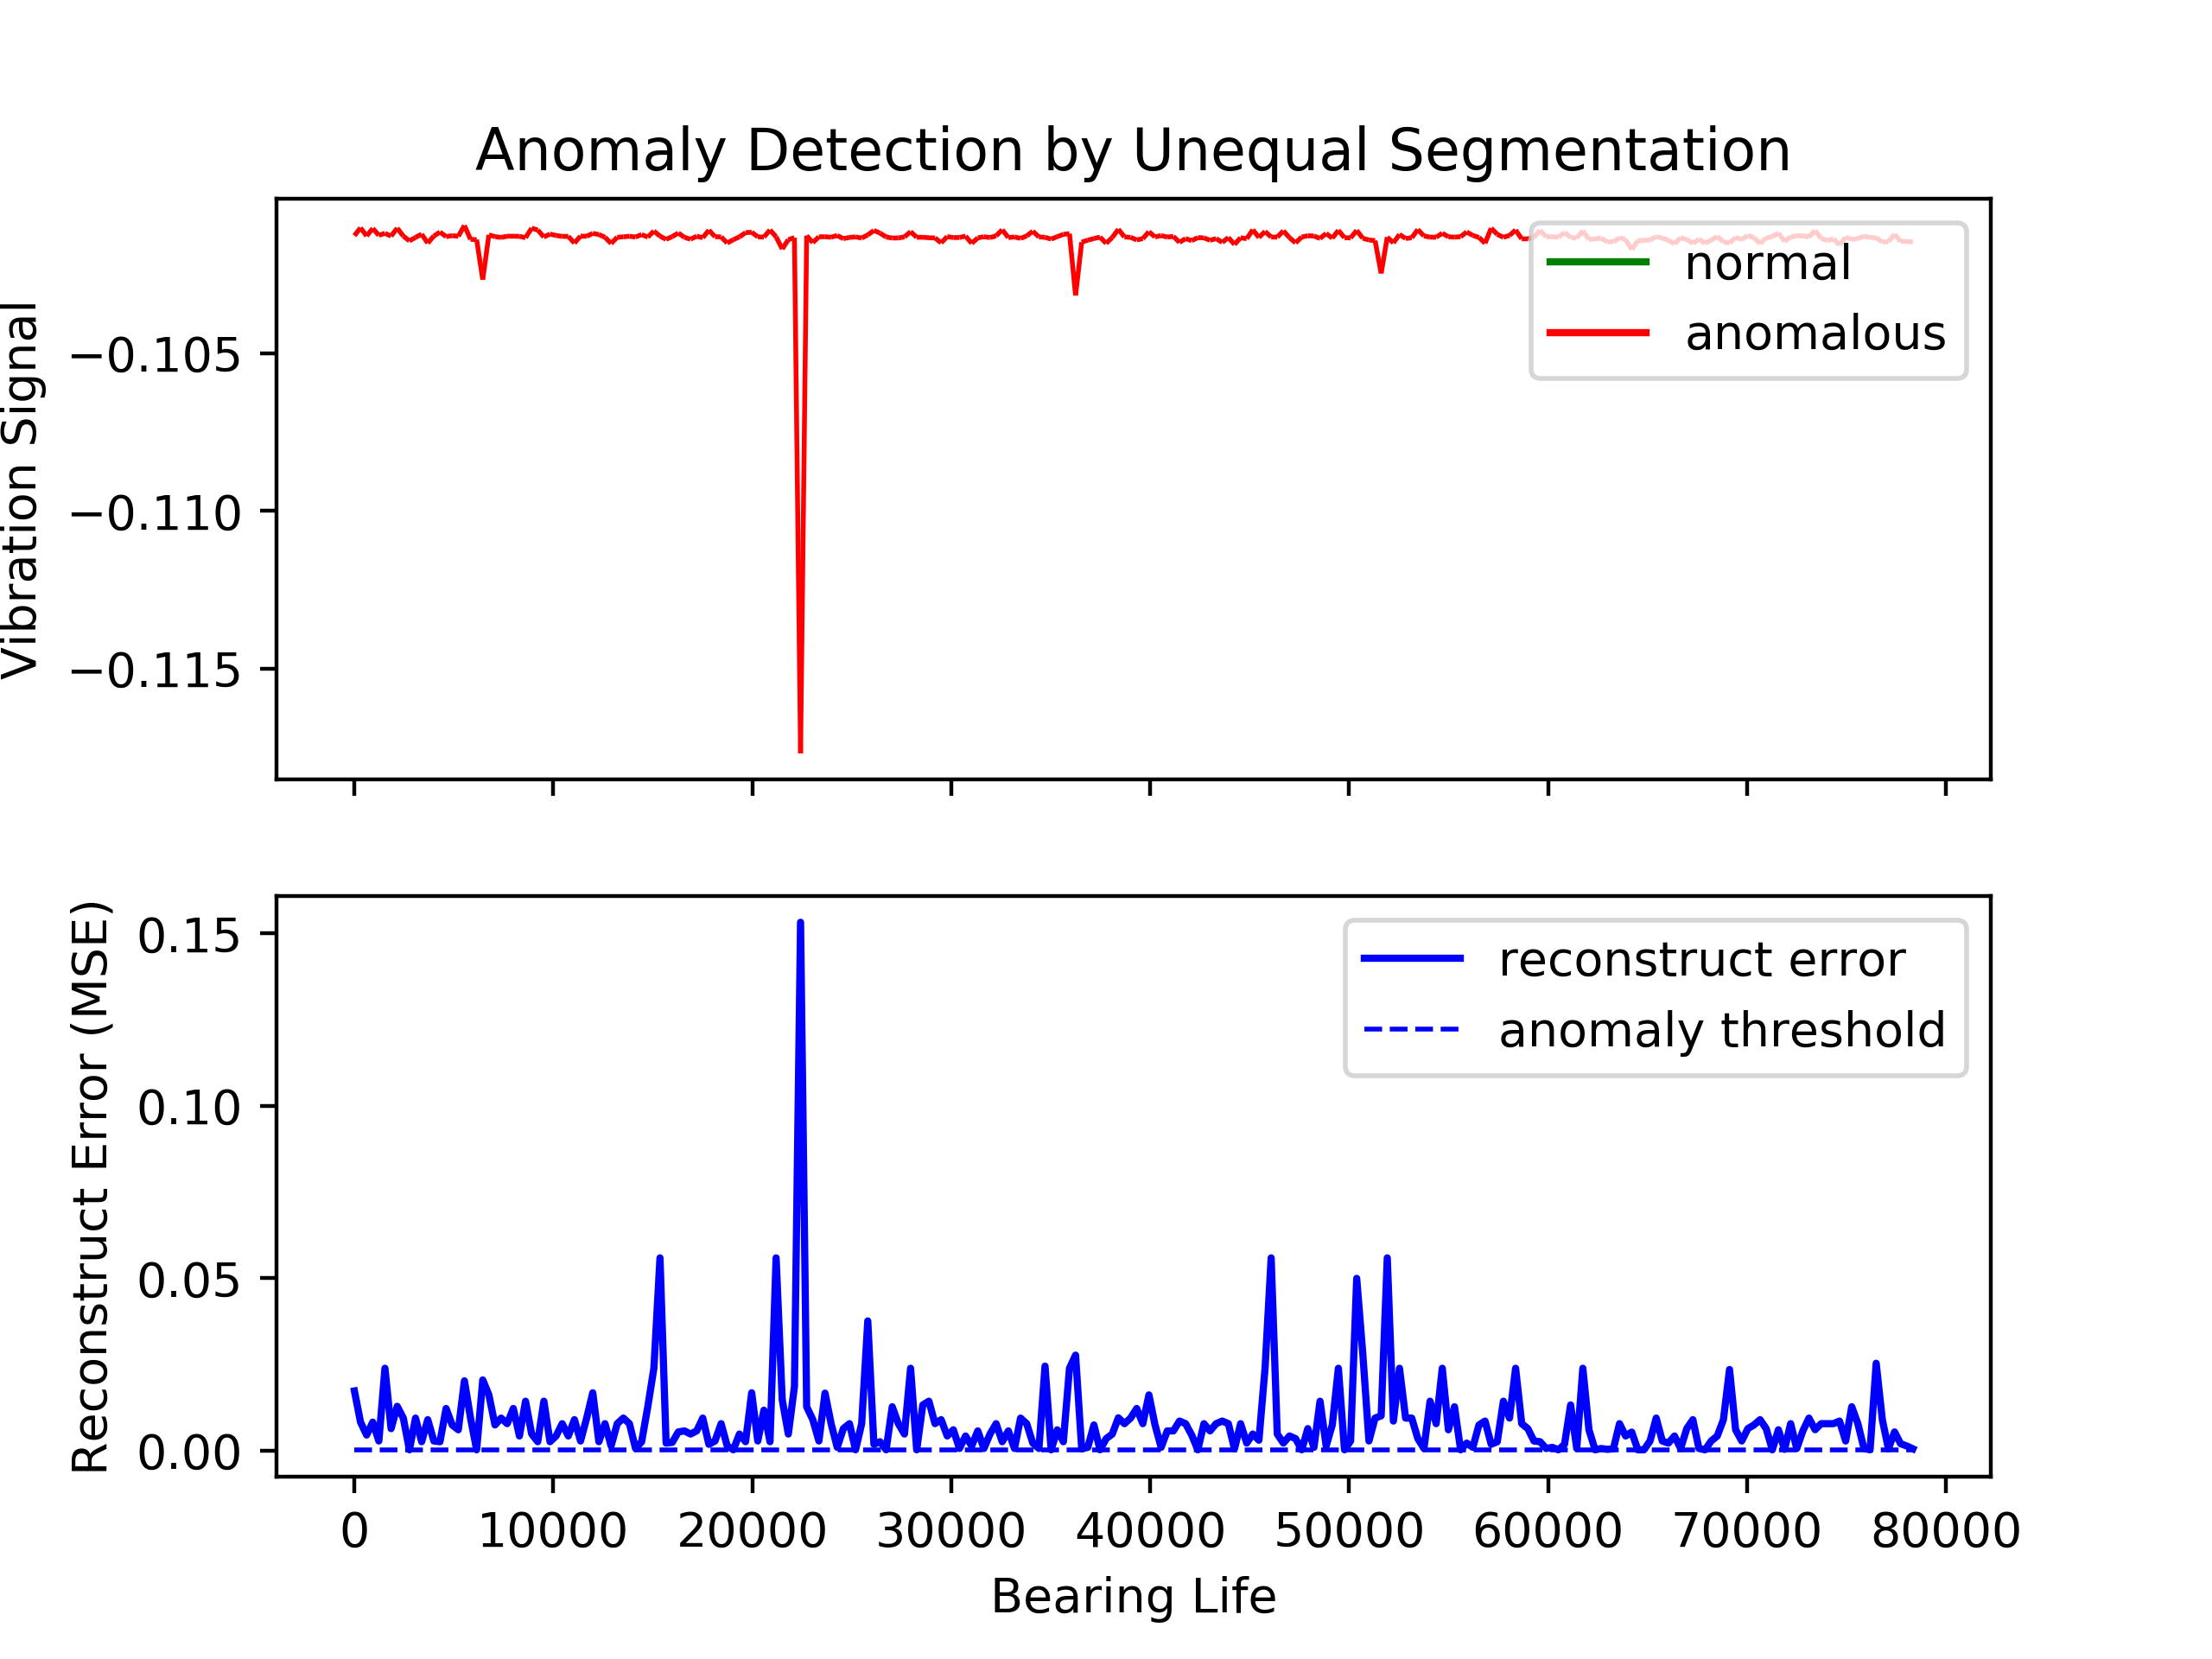 Anomaly Detection by Unequal Segmentation
Vibration Signal
−0.105
−0.110
−0.115
normal
anomalous
Reconstruct Error (MSE)
0.15
0.10
0.05
0.00
reconstruct error
anomaly threshold
0 10000 20000 30000 40000 50000 60000 70000 80000
Bearing Life